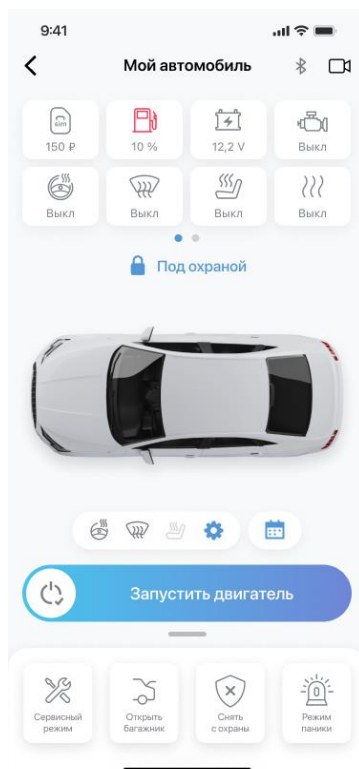 9:41
Мой автомобиль
sim
150 ₽
10 %
12,2 V
Выкл
Выкл
Выкл
Выкл
Выкл
Под охраной
Запустить двигатель
Сервисный
режим
Открыть
багажник
Снять
с охраны
Режим
паники